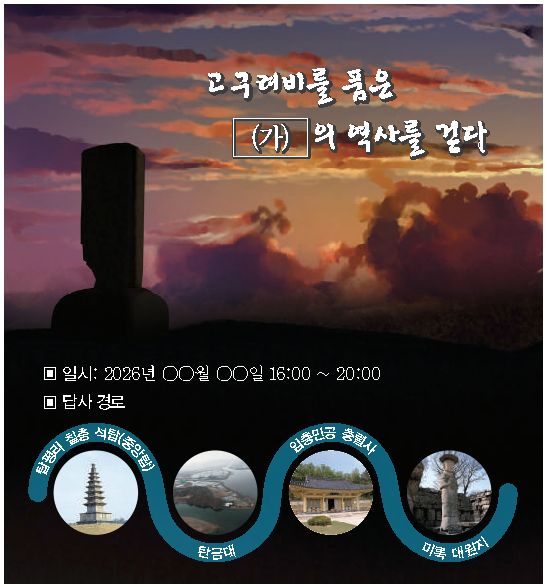 고구려비를 품은
(가) 의 역사를 걷다
▣ 일시: 2026년 ○○월 ○○일 16:00 ~ 20:00
▣ 답사 경로
탑평리 칠층 석탑(중앙탑)
탄금대
임충민공 충렬사
미륵 대원지